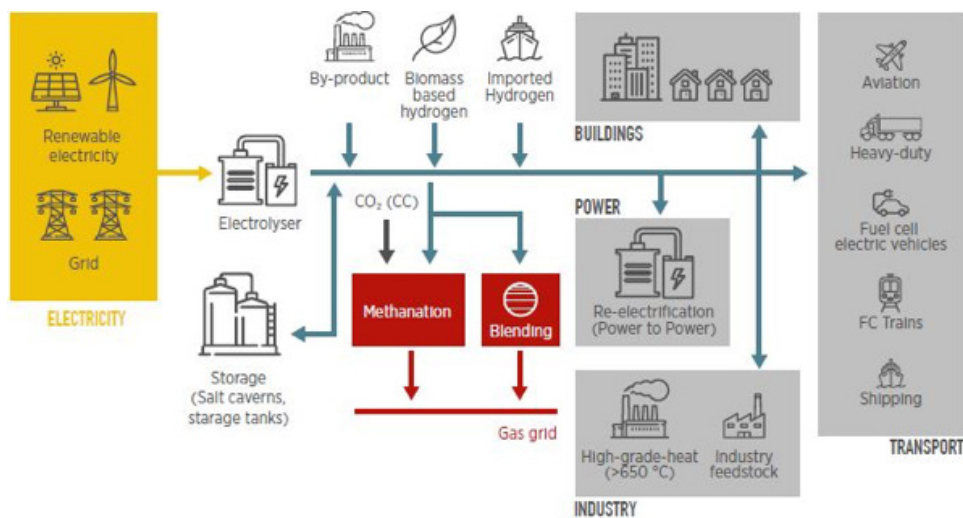 Renewable
electricity
Grid
ELECTRICITY
Electrolyser
Storage
(Salt caverns,
starage tanks)
By-product
Biomass
based
hydrogen
Imported
Hydrogen
CO₂ (CC)
Methanation
Blending
Gas grid
BUILDINGS
POWER
Re-electrification
(Power to Power)
High-grade-heat
(>650 °C)
Industry
feedstock
INDUSTRY
Aviation
Heavy-duty
Fuel cell
electric vehicles
FC Trains
Shipping
TRANSPORT